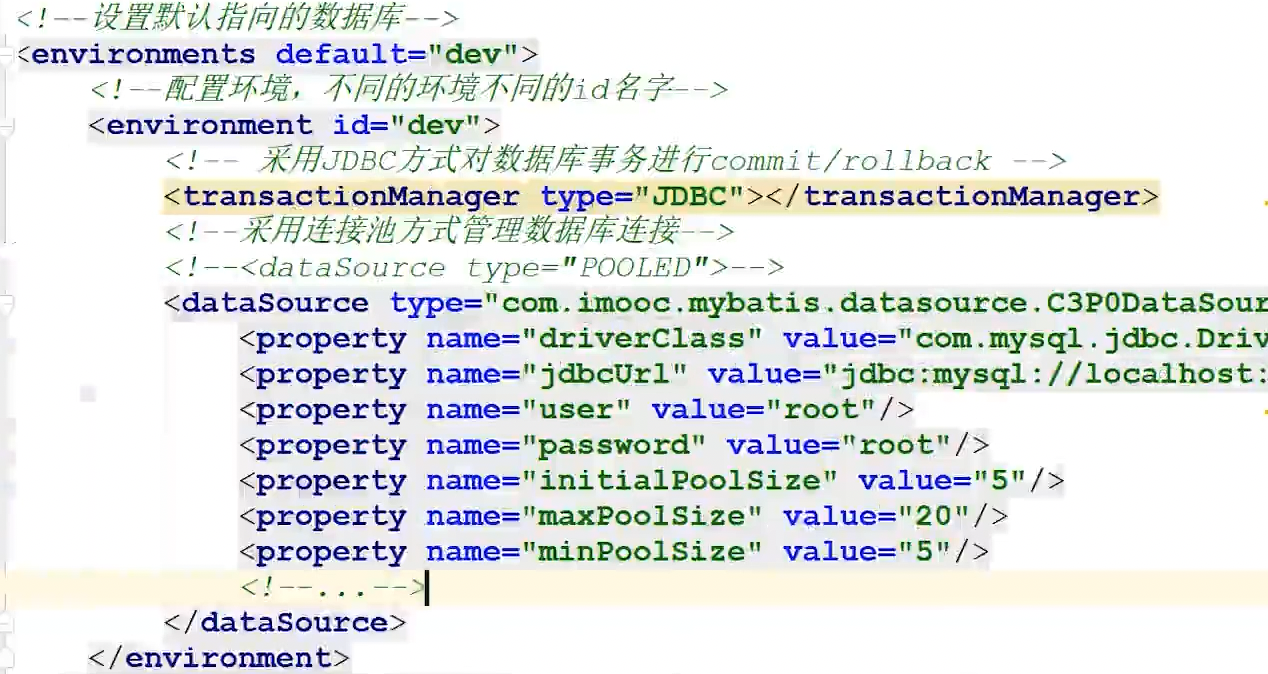 <!--设置默认指向的数据库-->
<environments default="dev">
<!--配置环境，不同的环境不同的id名字-->
<environment id="dev">
<!-- 采用JDBC方式对数据库事务进行commit/rollback -->
<transactionManager type="JDBC"></transactionManager>
<!--采用连接池方式管理数据库连接-->
<!--<dataSource type="POOLED">-->
<dataSource type="com.imooc.mybatis.datasource.C3P0DataSour
<property name="driverClass" value="com.mysql.jdbc.Driv
<property name="jdbcUrl" value="jdbc:mysql://localhost:
<property name="user" value="root"/>
<property name="password" value="root"/>
<property name="initialPoolSize" value="5"/>
<property name="maxPoolSize" value="20"/>
<property name="minPoolSize" value="5"/>
<!--...-->
</dataSource>
</environment>